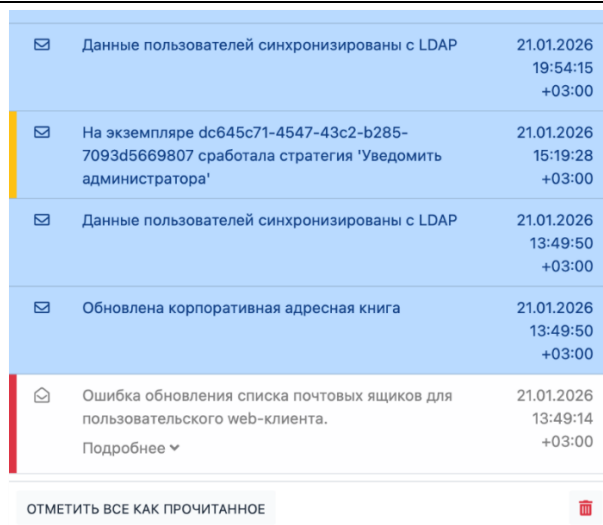 Данные пользователей синхронизированы с LDAP
21.01.2026
19:54:15
+03:00
На экземпляре dc645c71-4547-43c2-b285-
7093d5669807 сработала стратегия 'Уведомить
администратора'
21.01.2026
15:19:28
+03:00
Данные пользователей синхронизированы с LDAP
21.01.2026
13:49:50
+03:00
Обновлена корпоративная адресная книга
21.01.2026
13:49:50
+03:00
Ошибка обновления списка почтовых ящиков для
пользовательского web-клиента.
Подробнее
21.01.2026
13:49:14
+03:00
ОТМЕТИТЬ ВСЕ КАК ПРОЧИТАННОЕ